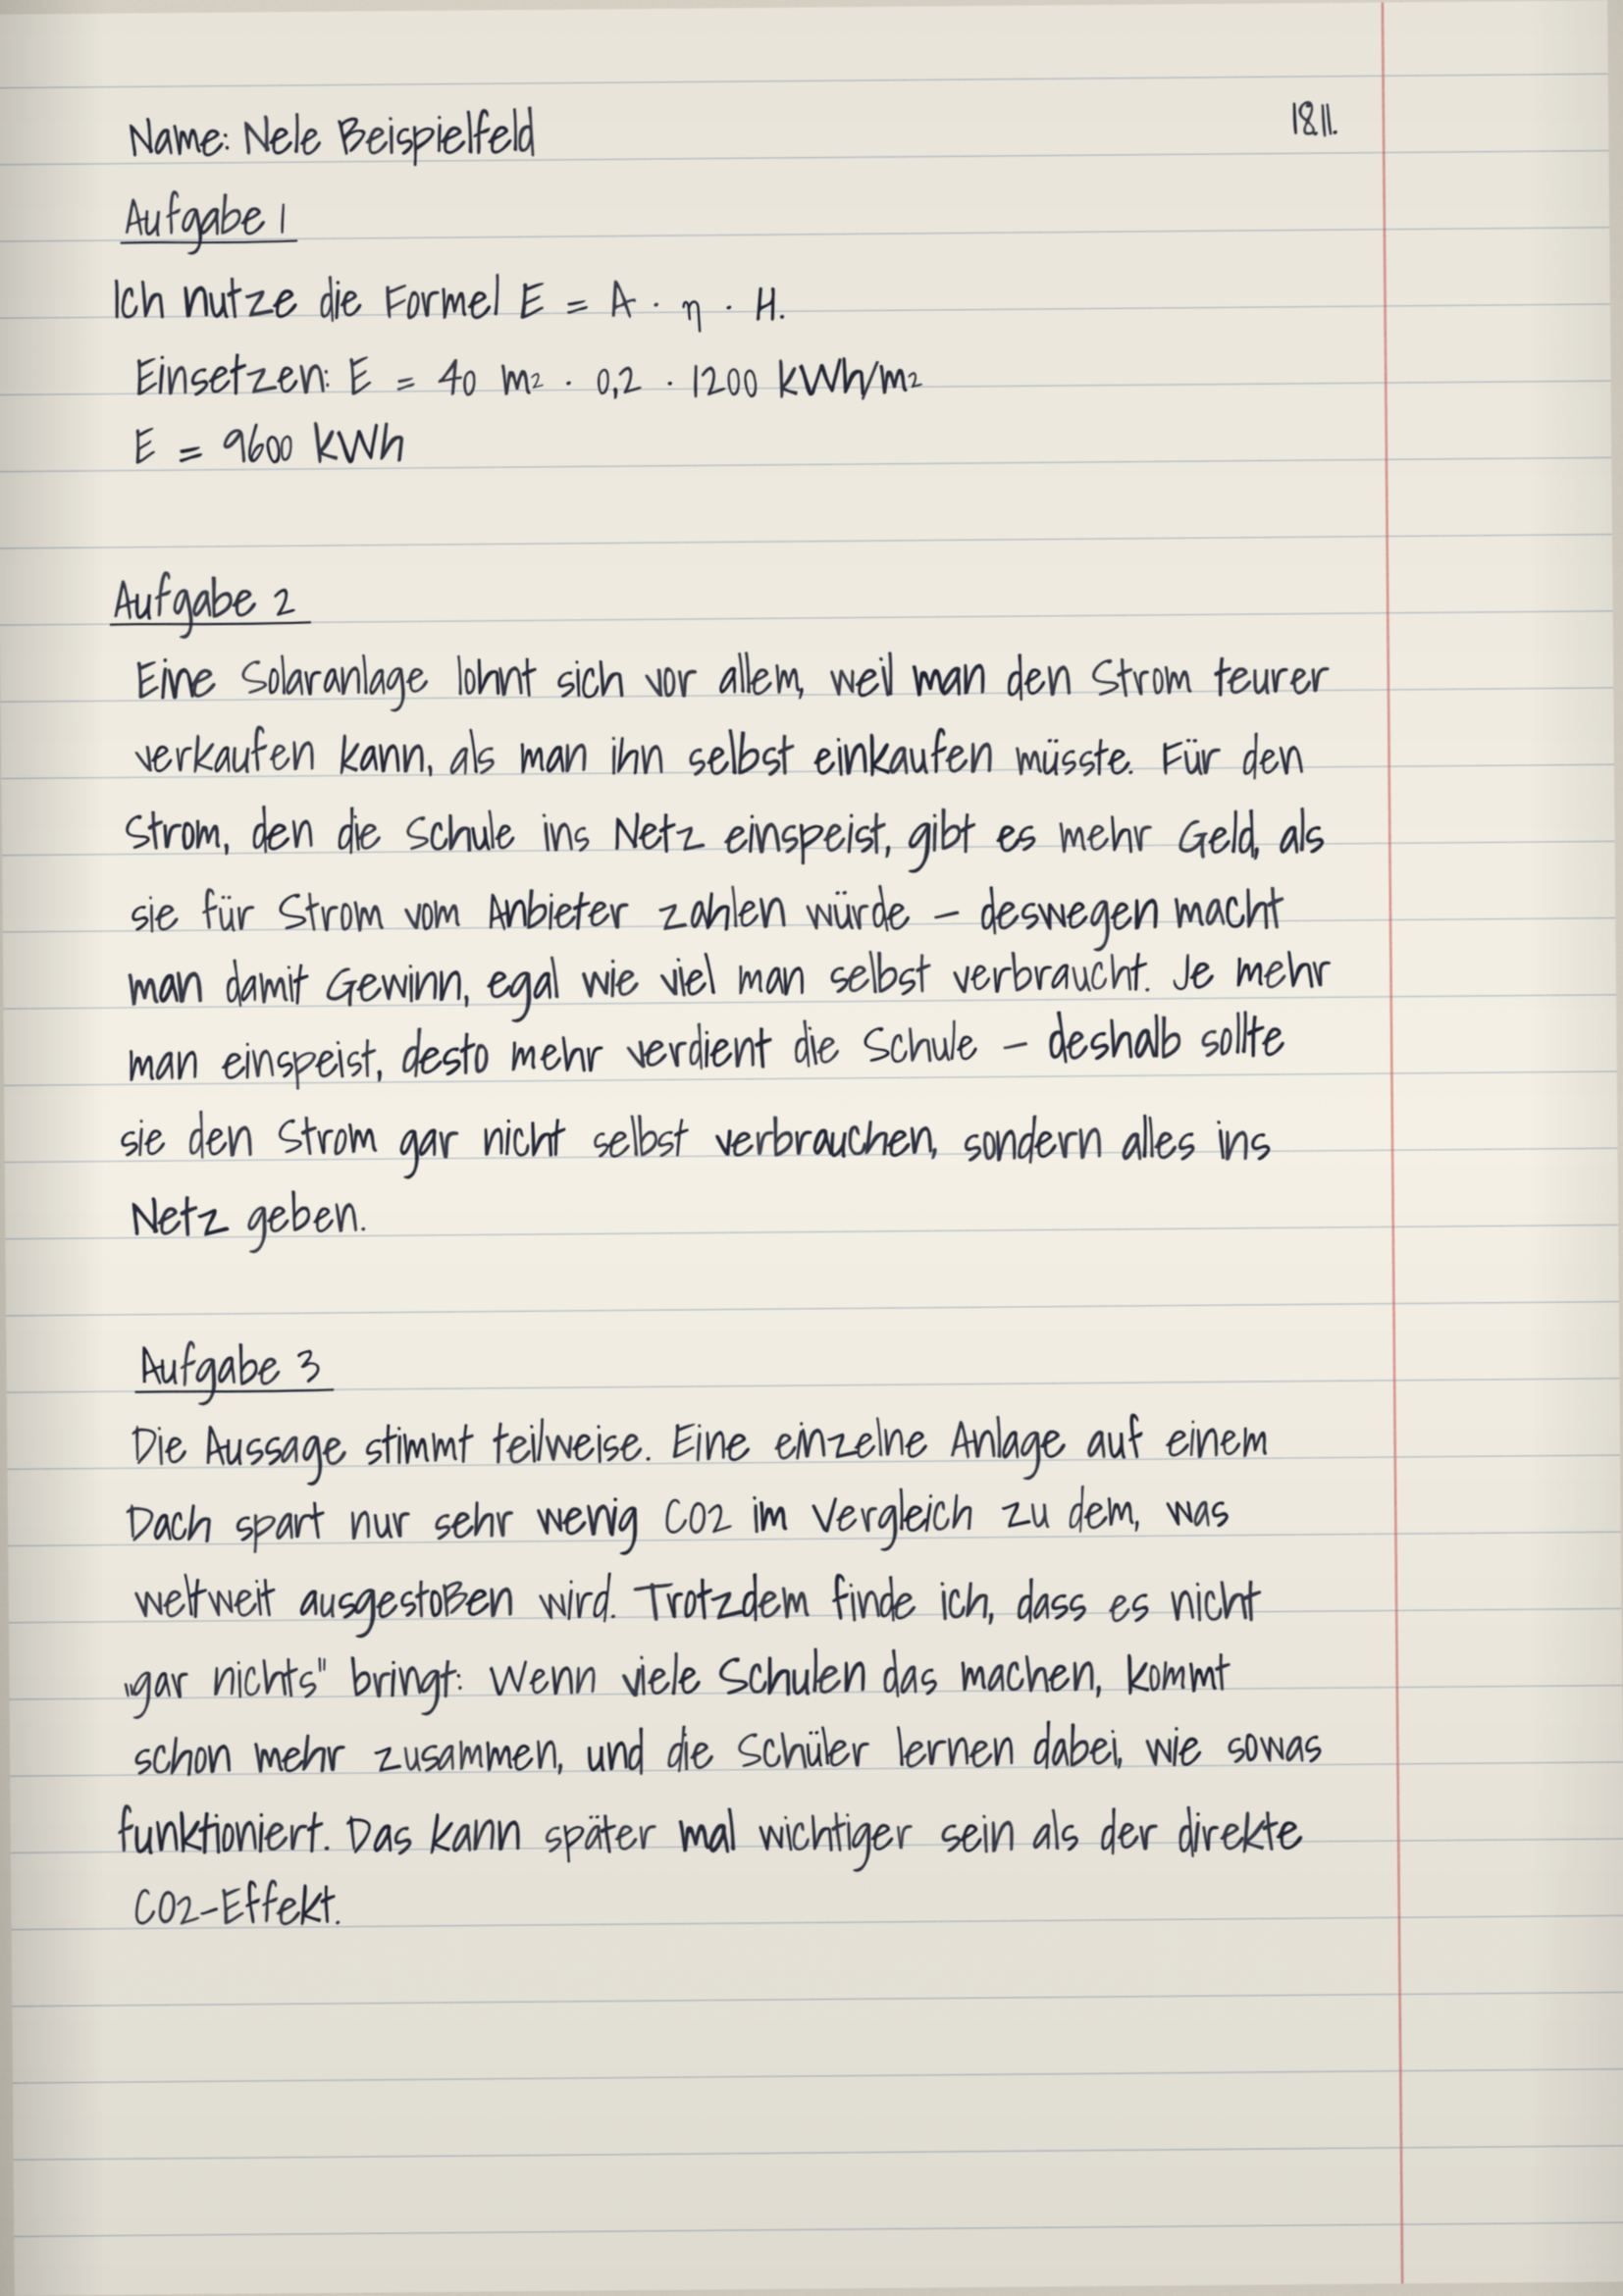 Name: Nele Beispielfeld
18.11.
Aufgabe 1
Ich nutze die Formel E = A · η · H.
Einsetzen: E = 40 m² · 0,2 · 1200 kWh/m²
E = 9600 kWh
Aufgabe 2
Eine Solaranlage lohnt sich vor allem, weil man den Strom teurer
verkaufen kann, als man ihn selbst einkaufen müsste. Für den
Strom, den die Schule ins Netz einspeist, gibt es mehr Geld, als
sie für Strom vom Anbieter zahlen würde – deswegen macht
man damit Gewinn, egal wie viel man selbst verbraucht. Je mehr
man einspeist, desto mehr verdient die Schule – deshalb sollte
sie den Strom gar nicht selbst verbrauchen, sondern alles ins
Netz geben.
Aufgabe 3
Die Aussage stimmt teilweise. Eine einzelne Anlage auf einem
Dach spart nur sehr wenig CO2 im Vergleich zu dem, was
weltweit ausgestoßen wird. Trotzdem finde ich, dass es nicht
„gar nichts" bringt: Wenn viele Schulen das machen, kommt
schon mehr zusammen, und die Schüler lernen dabei, wie sowas
funktioniert. Das kann später mal wichtiger sein als der direkte
CO2-Effekt.